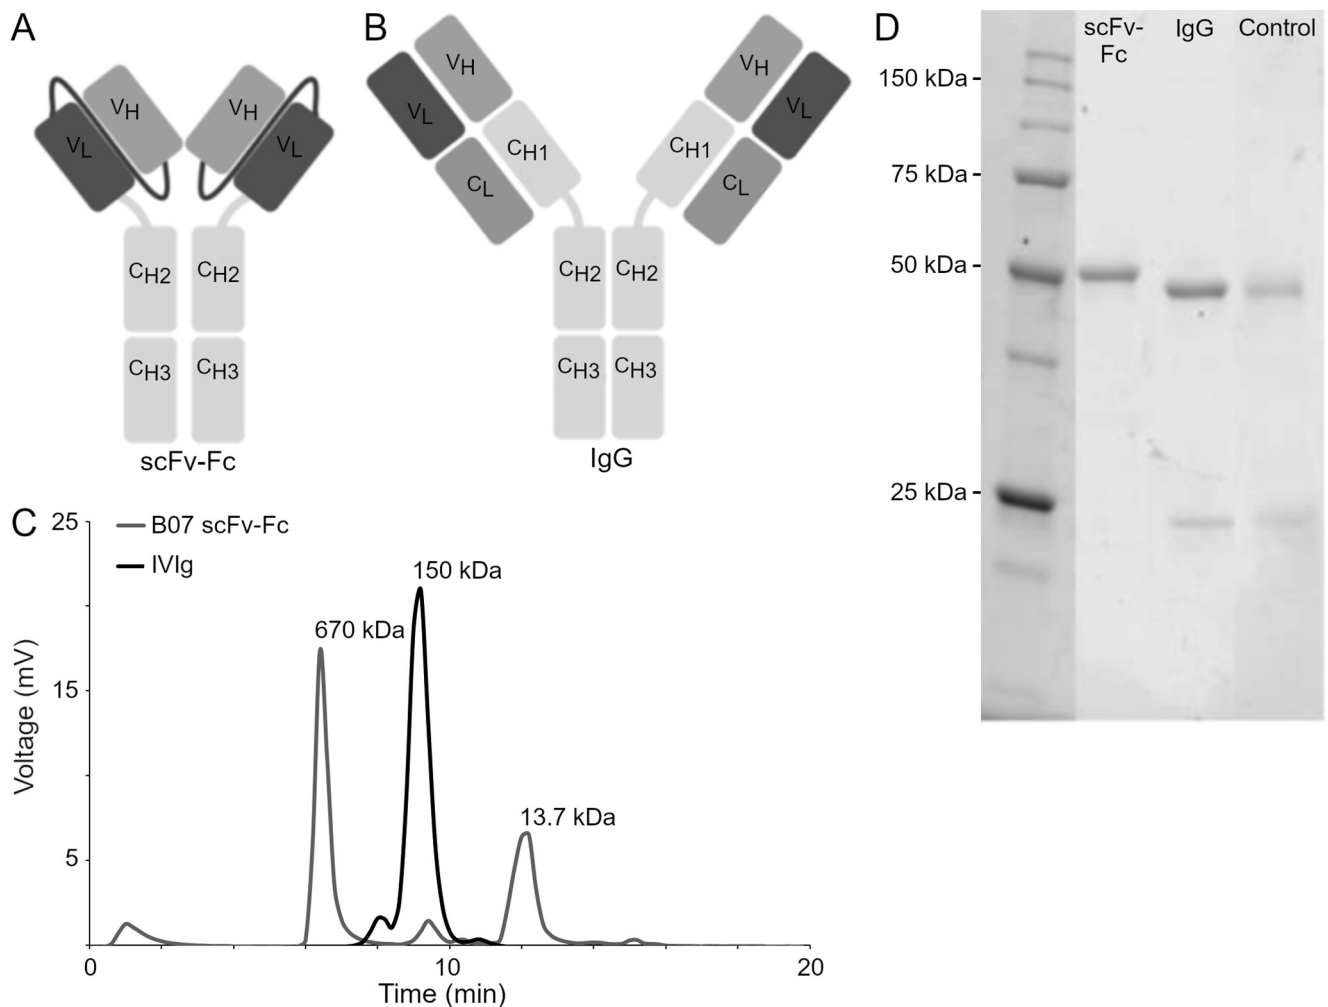 A
VH
VH
VL
VL
CH2
CH2
CH3
CH3
scFv-Fc
B
VH
VH
VL
VL
CH1
CH1
CL
CL
CH2
CH2
CH3
CH3
IgG
C
25
15
5
Voltage (mV)
B07 scFv-Fc
IVIg
150 kDa
670 kDa
13.7 kDa
0
10
20
Time (min)
D
scFv-
Fc
IgG
Control
150 kDa
75 kDa
50 kDa
25 kDa